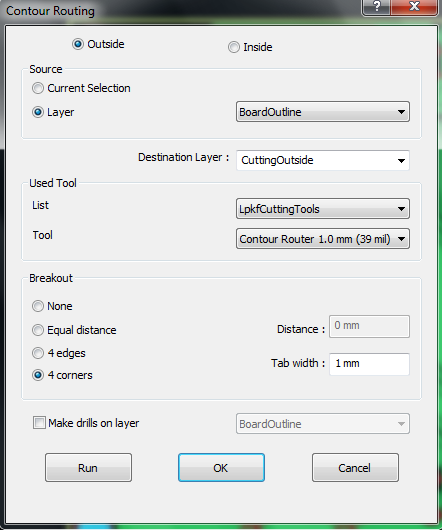 Contour Routing
?
Outside
Inside
Source
Current Selection
Layer
BoardOutline
Destination Layer :
CuttingOutside
Used Tool
List
LpkfCuttingTools
Tool
Contour Router 1.0 mm (39 mil)
Breakout
None
Equal distance
Distance :
0 mm
4 edges
Tab width :
1 mm
4 corners
Make drills on layer
BoardOutline
Run
OK
Cancel